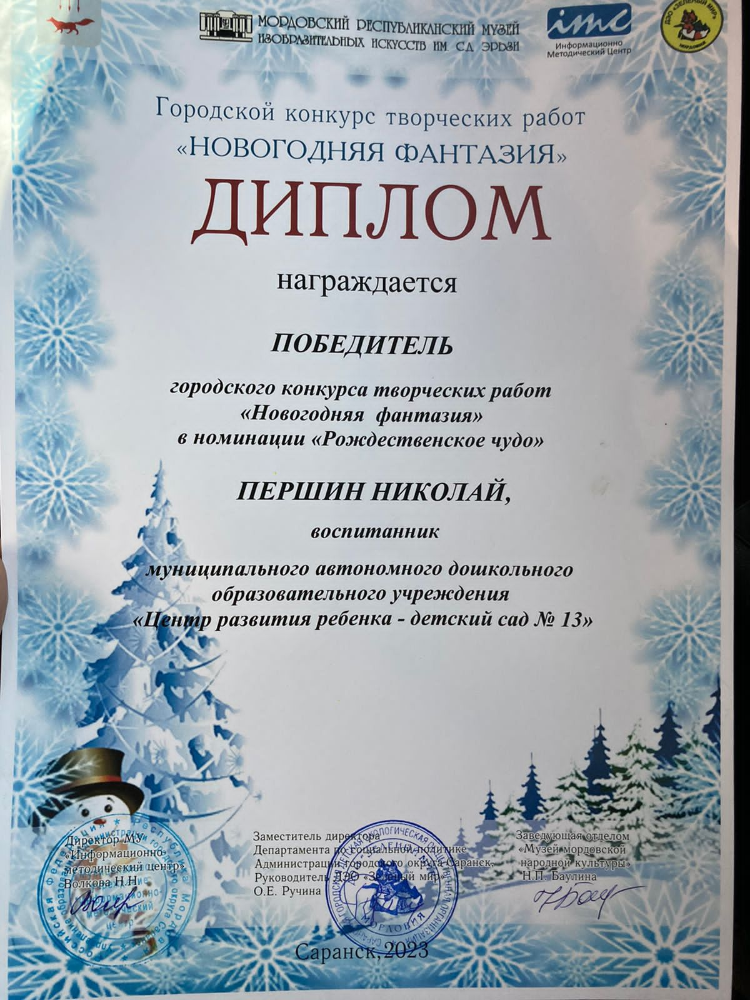 МОРДОВСКИЙ РЕСПУБЛИКАНСКИЙ МУЗЕЙ
ИЗОБРАЗИТЕЛЬНЫХ ИСКУССТВ ИМ. С.Д. ЭРЬЗИ
imc
Информационно
Методический Центр
ДЭО «ЗЕЛЕНЫЙ МИР»
МОРДОВИЯ
Городской конкурс творческих работ
«НОВОГОДНЯЯ ФАНТАЗИЯ»
ДИПЛОМ
награждается
ПОБЕДИТЕЛЬ
городского конкурса творческих работ
«Новогодняя фантазия»
в номинации «Рождественское чудо»
ПЕРШИН НИКОЛАЙ,
воспитанник
муниципального автономного дошкольного
образовательного учреждения
«Центр развития ребенка - детский сад № 13»
Директор МУ
«Информационно-
методический центр»
Волкова Н.Н.
Заместитель директора
Департамента по социальной политике
Администрации городского округа Саранск,
Руководитель ДЭО «Зеленый мир»
О.Е. Ручина
Заведующая отделом
«Музей мордовской
народной культуры»
Н.П. Баулина
МОРДОВИЯ
Саранск, 2023